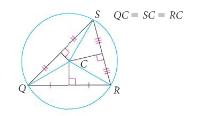 S
QC = SC = RC
C
Q
R